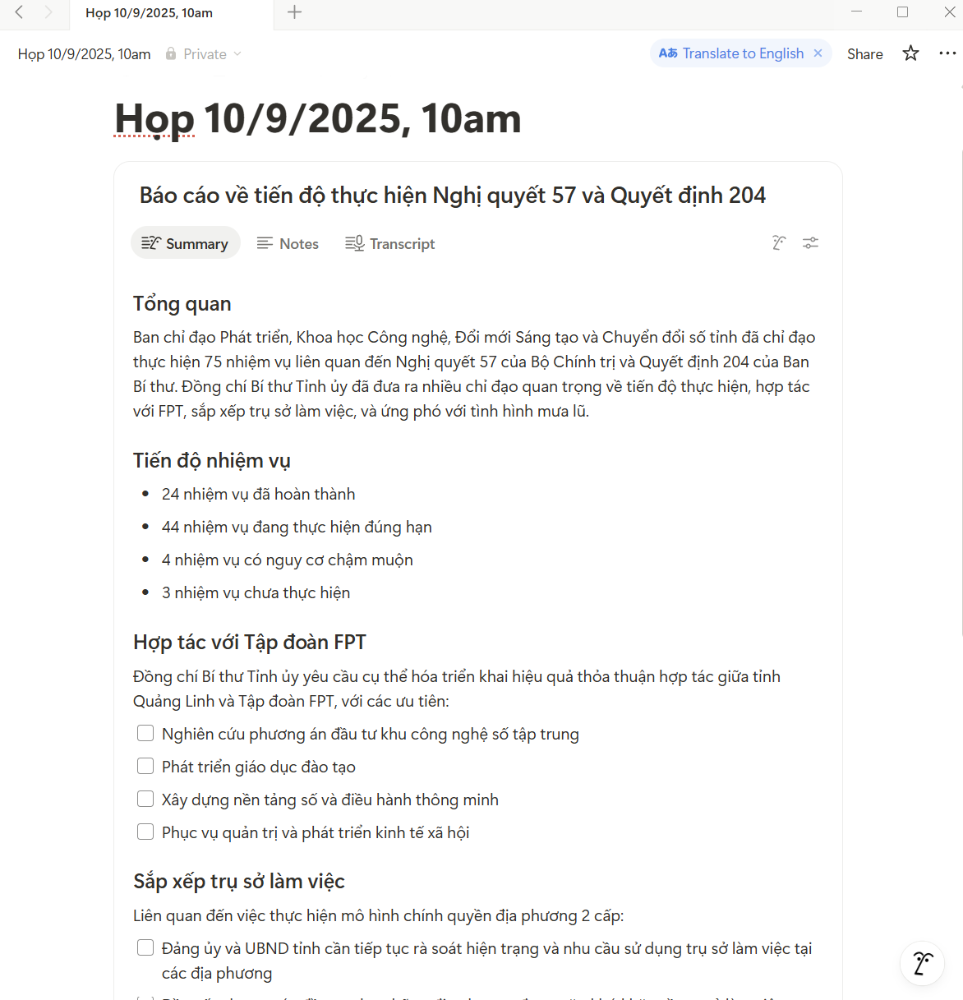 Họp 10/9/2025, 10am
Họp 10/9/2025, 10am
Private
Aあ Translate to English
Share
Họp 10/9/2025, 10am
Báo cáo về tiến độ thực hiện Nghị quyết 57 và Quyết định 204
Summary
Notes
Transcript
Tổng quan
Ban chỉ đạo Phát triển, Khoa học Công nghệ, Đổi mới Sáng tạo và Chuyển đổi số tỉnh đã chỉ đạo
thực hiện 75 nhiệm vụ liên quan đến Nghị quyết 57 của Bộ Chính trị và Quyết định 204 của Ban
Bí thư. Đồng chí Bí thư Tỉnh ủy đã đưa ra nhiều chỉ đạo quan trọng về tiến độ thực hiện, hợp tác
với FPT, sắp xếp trụ sở làm việc, và ứng phó với tình hình mưa lũ.
Tiến độ nhiệm vụ
• 24 nhiệm vụ đã hoàn thành
• 44 nhiệm vụ đang thực hiện đúng hạn
• 4 nhiệm vụ có nguy cơ chậm muộn
• 3 nhiệm vụ chưa thực hiện
Hợp tác với Tập đoàn FPT
Đồng chí Bí thư Tỉnh ủy yêu cầu cụ thể hóa triển khai hiệu quả thỏa thuận hợp tác giữa tỉnh
Quảng Linh và Tập đoàn FPT, với các ưu tiên:
Nghiên cứu phương án đầu tư khu công nghệ số tập trung
Phát triển giáo dục đào tạo
Xây dựng nền tảng số và điều hành thông minh
Phục vụ quản trị và phát triển kinh tế xã hội
Sắp xếp trụ sở làm việc
Liên quan đến việc thực hiện mô hình chính quyền địa phương 2 cấp:
Đảng ủy và UBND tỉnh cần tiếp tục rà soát hiện trạng và nhu cầu sử dụng trụ sở làm việc tại
các địa phương